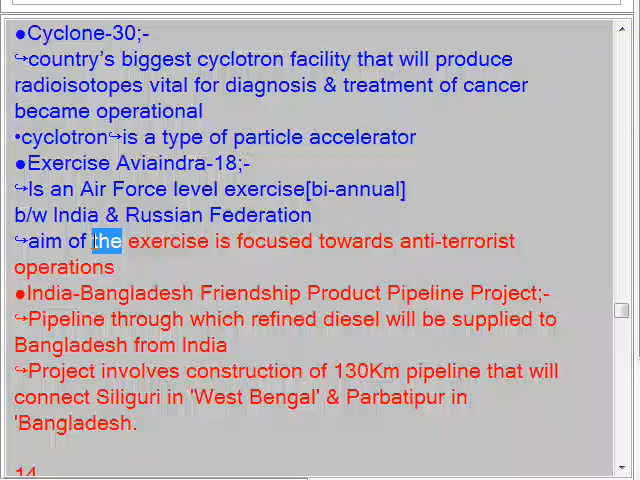 ●Cyclone-30;-
↪country’s biggest cyclotron facility that will produce
radioisotopes vital for diagnosis & treatment of cancer
became operational
•cyclotron↪is a type of particle accelerator
●Exercise Aviaindra-18;-
↪Is an Air Force level exercise[bi-annual]
b/w India & Russian Federation
↪aim of the exercise is focused towards anti-terrorist
operations
●India-Bangladesh Friendship Product Pipeline Project;-
↪Pipeline through which refined diesel will be supplied to
Bangladesh from India
↪Project involves construction of 130Km pipeline that will
connect Siliguri in 'West Bengal' & Parbatipur in
'Bangladesh.
14